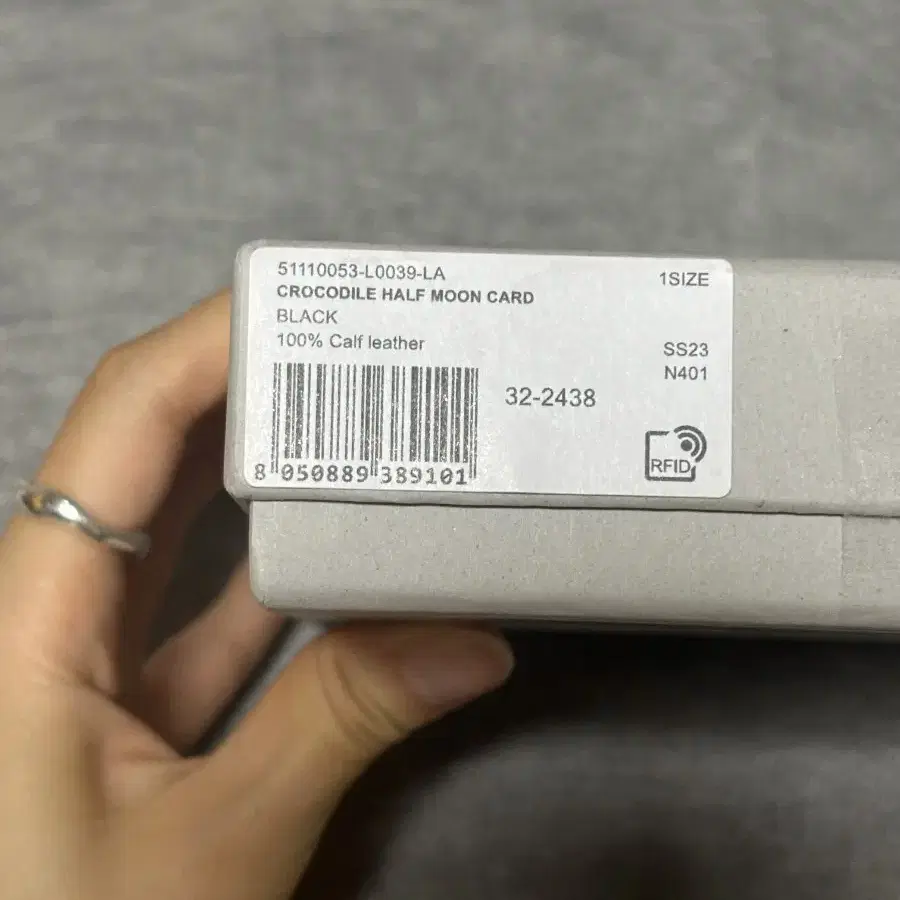 51110053-L0039-LA
1SIZE
CROCODILE HALF MOON CARD
BLACK
100% Calf leather
SS23
N401
32-2438
8 050889 389101
RFID